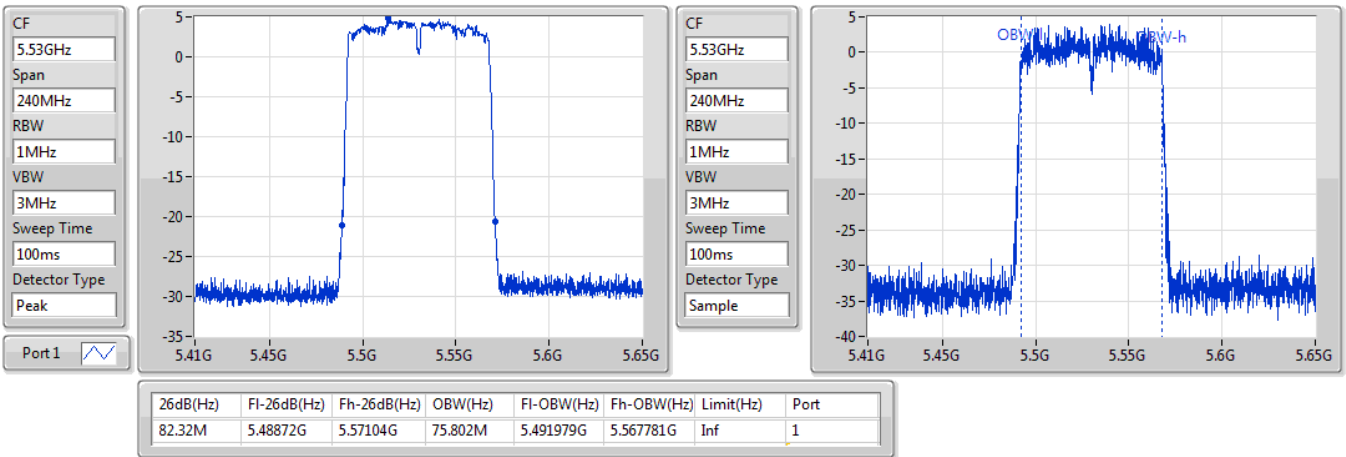 CF
5.53GHz
Span
240MHz
RBW
1MHz
VBW
3MHz
Sweep Time
100ms
Detector Type
Peak
Port 1
5
0
-5
-10
-15
-20
-25
-30
-35
5.41G 5.45G 5.5G 5.55G 5.6G 5.65G
CF
5.53GHz
Span
240MHz
RBW
1MHz
VBW
3MHz
Sweep Time
100ms
Detector Type
Sample
5
0
-5
-10
-15
-20
-25
-30
-35
-40
5.41G 5.45G 5.5G 5.55G 5.6G 5.65G
26dB(Hz) Fl-26dB(Hz) Fh-26dB(Hz) OBW(Hz) Fl-OBW(Hz) Fh-OBW(Hz) Limit(Hz) Port
82.32M 5.48872G 5.57104G 75.802M 5.491979G 5.567781G Inf 1